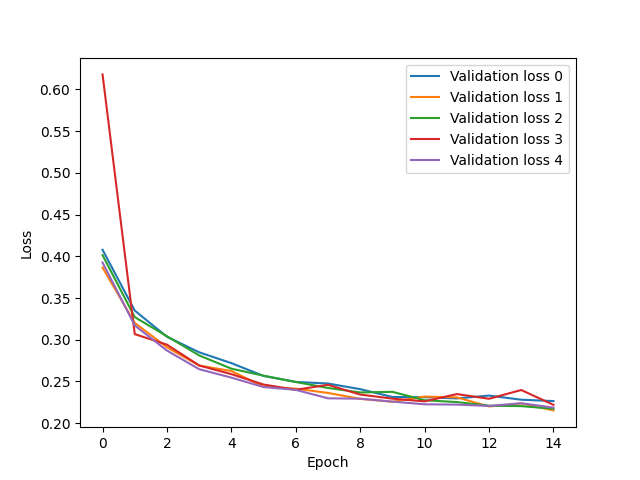 Validation loss 0
Validation loss 1
Validation loss 2
Validation loss 3
Validation loss 4
0.60
0.55
0.50
0.45
0.40
0.35
0.30
0.25
0.20
Loss
0 2 4 6 8 10 12 14
Epoch